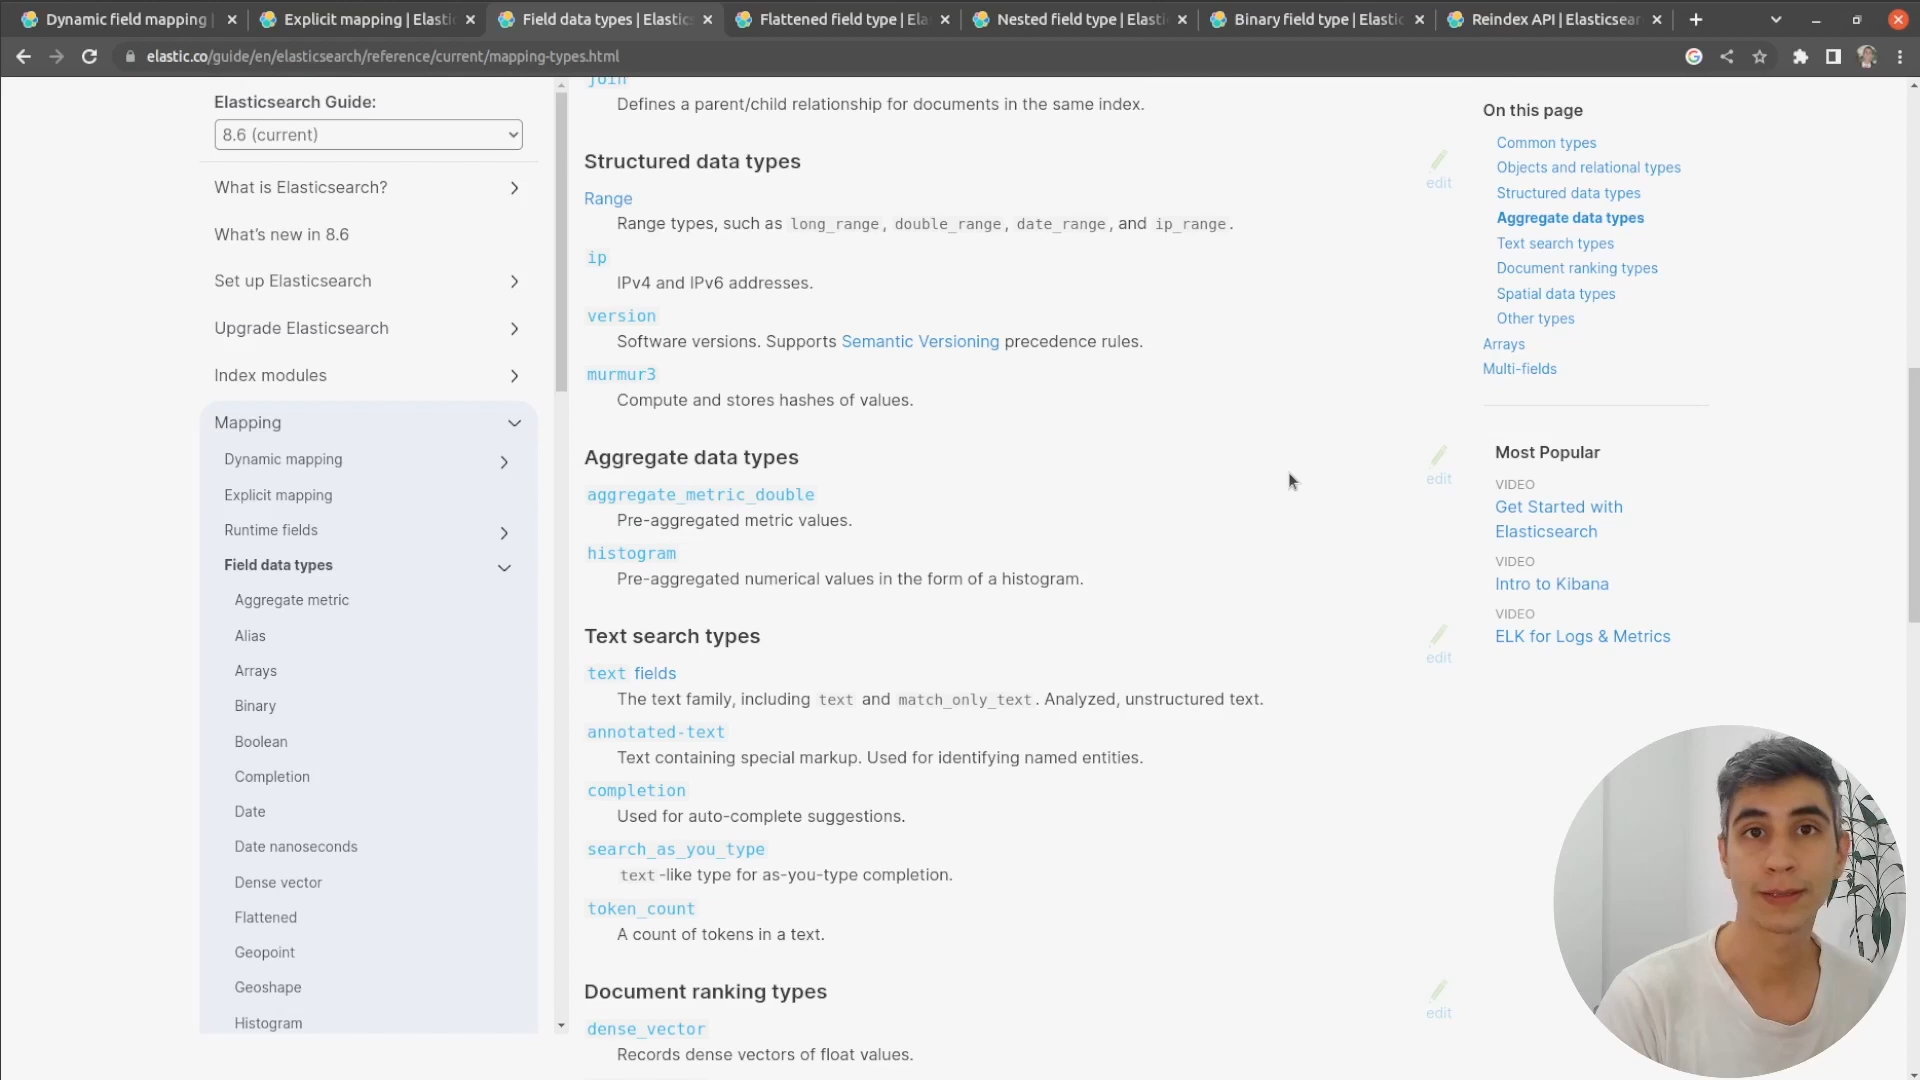 Dynamic field mapping
Explicit mapping | Elastic
Field data types | Elastics
Flattened field type | Ela
Nested field type | Elasti
Binary field type | Elastic
Reindex API | Elasticsear
elastic.co/guide/en/elasticsearch/reference/current/mapping-types.html
Elasticsearch Guide:
8.6 (current)
What is Elasticsearch?
What's new in 8.6
Set up Elasticsearch
Upgrade Elasticsearch
Index modules
Mapping
Dynamic mapping
Explicit mapping
Runtime fields
Field data types
Aggregate metric
Alias
Arrays
Binary
Boolean
Completion
Date
Date nanoseconds
Dense vector
Flattened
Geopoint
Geoshape
Histogram
join
Defines a parent/child relationship for documents in the same index.
Structured data types
edit
Range
Range types, such as long_range, double_range, date_range, and ip_range.
ip
IPv4 and IPv6 addresses.
version
Software versions. Supports Semantic Versioning precedence rules.
murmur3
Compute and stores hashes of values.
Aggregate data types
edit
aggregate_metric_double
Pre-aggregated metric values.
histogram
Pre-aggregated numerical values in the form of a histogram.
Text search types
edit
text fields
The text family, including text and match_only_text. Analyzed, unstructured text.
annotated-text
Text containing special markup. Used for identifying named entities.
completion
Used for auto-complete suggestions.
search_as_you_type
text-like type for as-you-type completion.
token_count
A count of tokens in a text.
Document ranking types
edit
dense_vector
Records dense vectors of float values.
On this page
Common types
Objects and relational types
Structured data types
Aggregate data types
Text search types
Document ranking types
Spatial data types
Other types
Arrays
Multi-fields
Most Popular
VIDEO
Get Started with
Elasticsearch
VIDEO
Intro to Kibana
VIDEO
ELK for Logs & Metrics